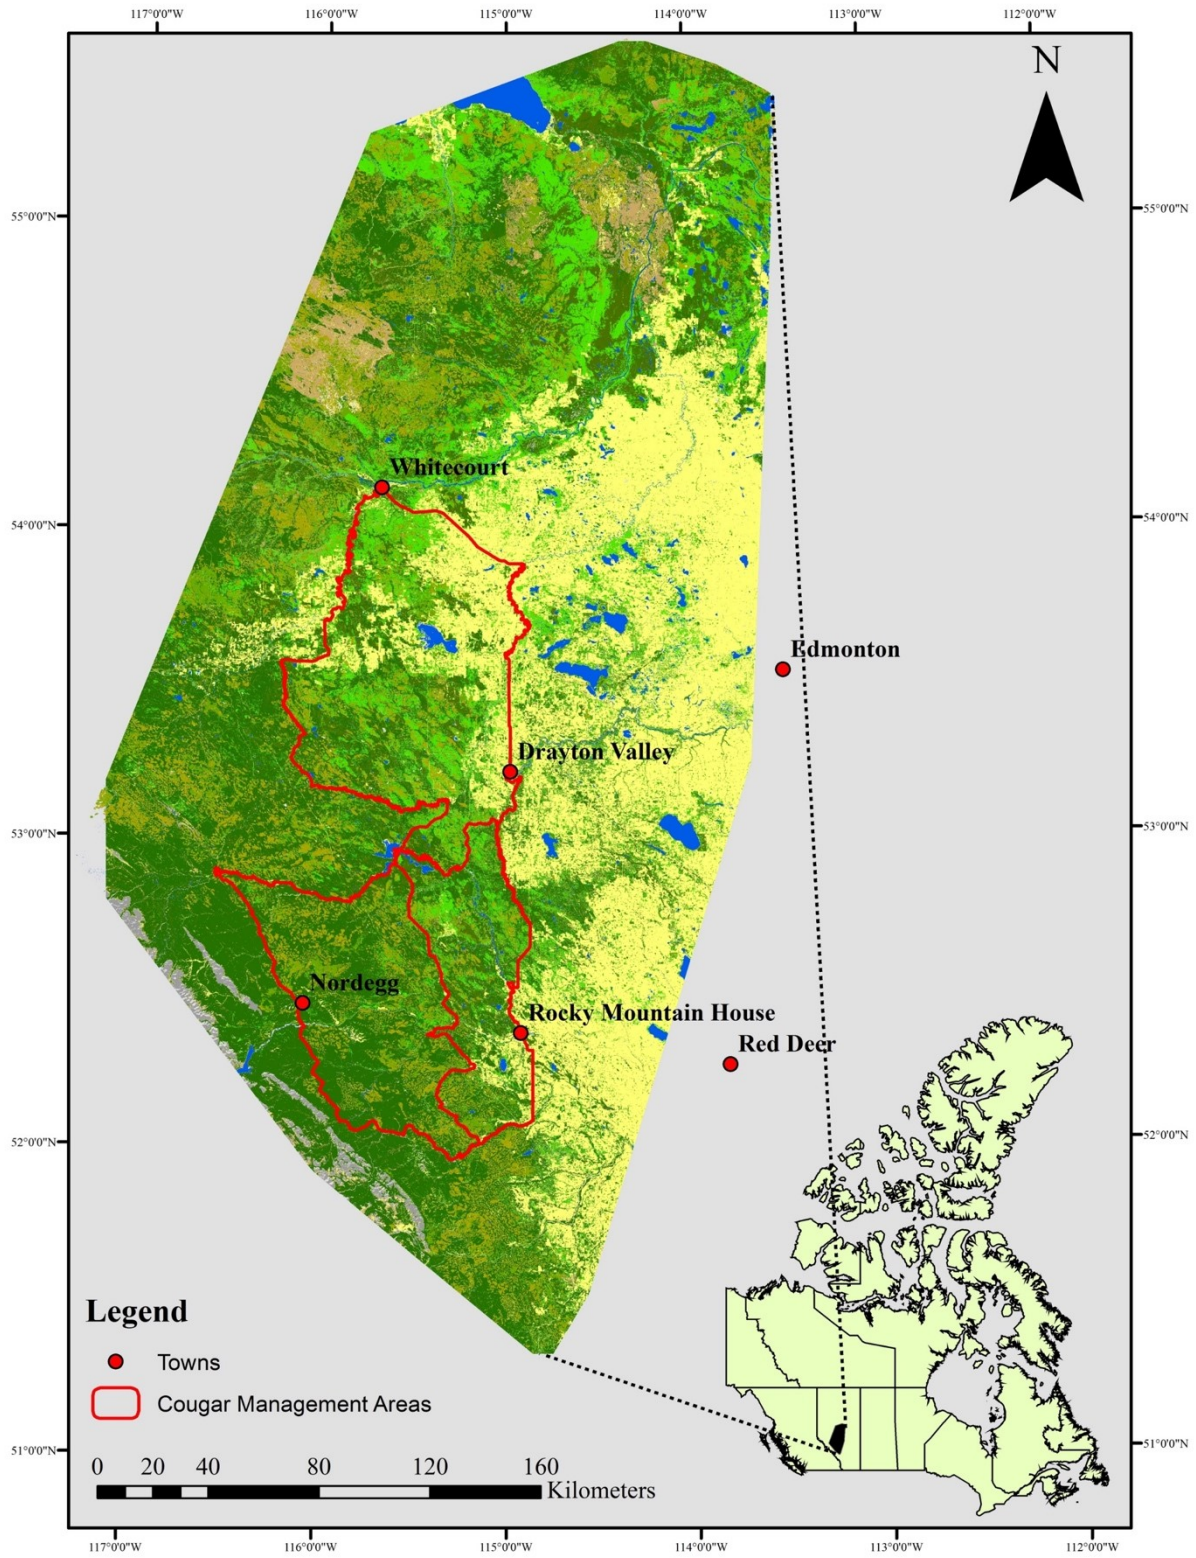 117°0'0"W 116°0'0"W 115°0'0"W 114°0'0"W 113°0'0"W 112°0'0"W
N
55°0'0"N 55°0'0"N
Whitecourt
54°0'0"N 54°0'0"N
Edmonton
Drayton Valley
53°0'0"N 53°0'0"N
Nordegg
Rocky Mountain House
Red Deer
52°0'0"N 52°0'0"N
Legend
Towns
Cougar Management Areas
51°0'0"N 51°0'0"N
0 20 40 80 120 160
Kilometers
117°0'0"W 116°0'0"W 115°0'0"W 114°0'0"W 113°0'0"W 112°0'0"W